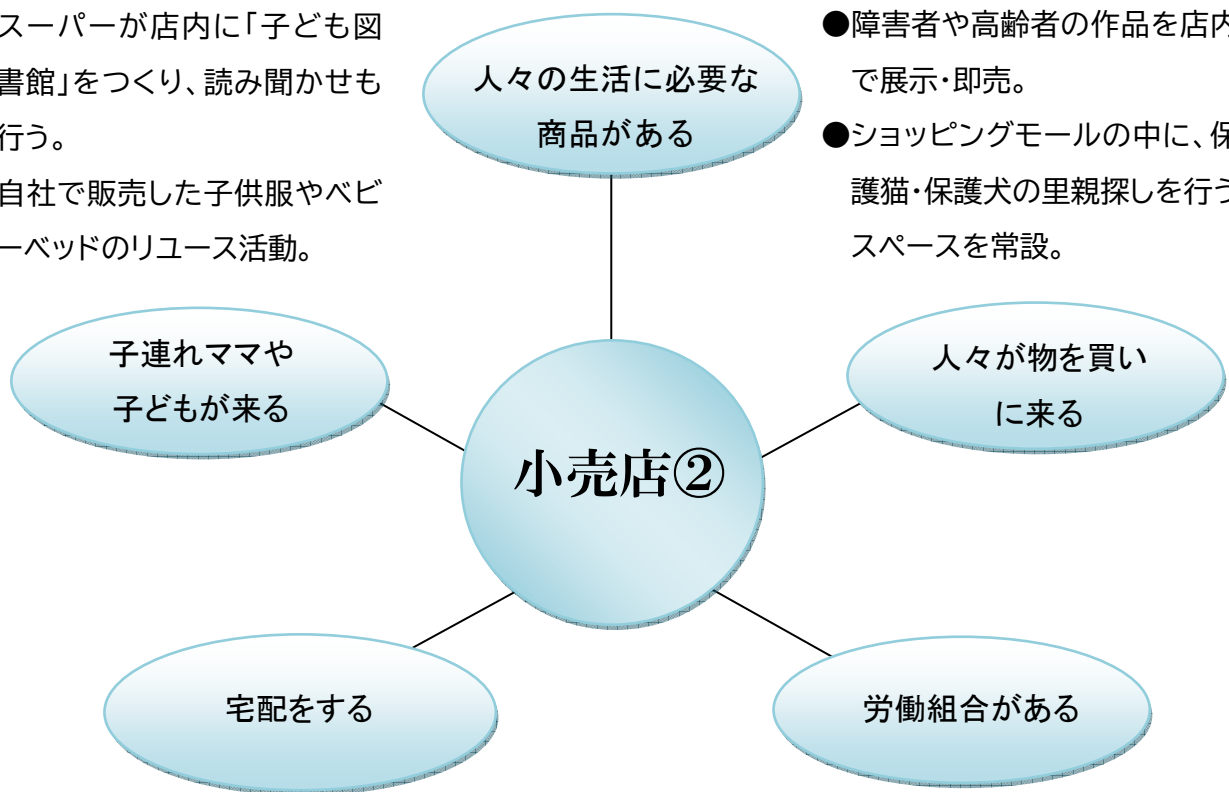 スーパーが店内に「子ども図
書館」をつくり、読み聞かせも
行う。
自社で販売した子供服やベビ
ーベッドのリユース活動。
人々の生活に必要な
商品がある
●障害者や高齢者の作品を店内
で展示・即売。
●ショッピングモールの中に、保
護猫・保護犬の里親探しを行う
スペースを常設。
子連れママや
子どもが来る
人々が物を買い
に来る
小売店②
宅配をする
労働組合がある